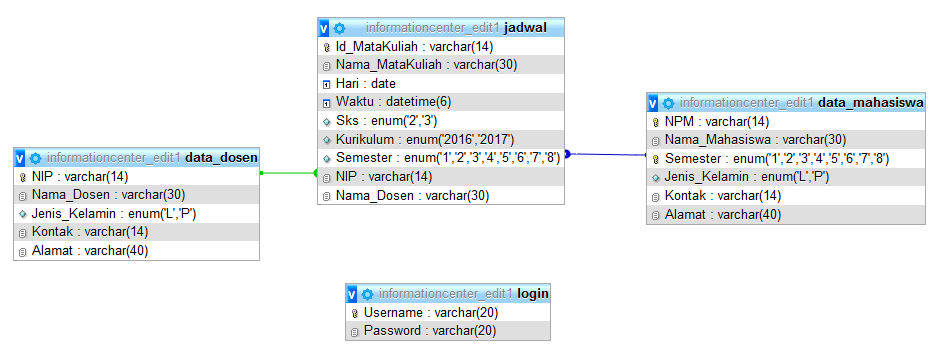 informationcenter_edit1 jadwal
Id_MataKuliah : varchar(14)
Nama_MataKuliah : varchar(30)
Hari : date
Waktu : datetime(6)
Sks : enum('2','3')
Kurikulum : enum('2016','2017')
Semester : enum('1','2','3','4','5','6','7','8')
NIP : varchar(14)
Nama_Dosen : varchar(30)
informationcenter_edit1 data_mahasiswa
NPM : varchar(14)
Nama_Mahasiswa : varchar(30)
Semester : enum('1','2','3','4','5','6','7','8')
Jenis_Kelamin : enum('L','P')
Kontak : varchar(14)
Alamat : varchar(40)
informationcenter_edit1 data_dosen
NIP : varchar(14)
Nama_Dosen : varchar(30)
Jenis_Kelamin : enum('L','P')
Kontak : varchar(14)
Alamat : varchar(40)
informationcenter_edit1 login
Username : varchar(20)
Password : varchar(20)